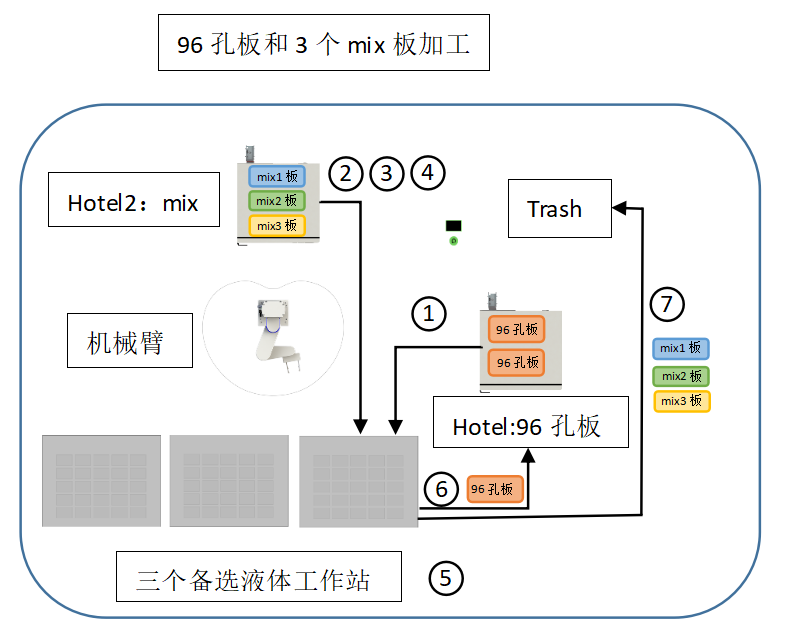 96 孔板和 3 个 mix 板加工
Hotel2：mix
mix1 板
mix2 板
mix3 板
② ③ ④
Trash
机械臂
①
96 孔板
96 孔板
⑦
mix1 板
mix2 板
mix3 板
Hotel:96 孔板
⑥
96 孔板
三个备选液体工作站
⑤